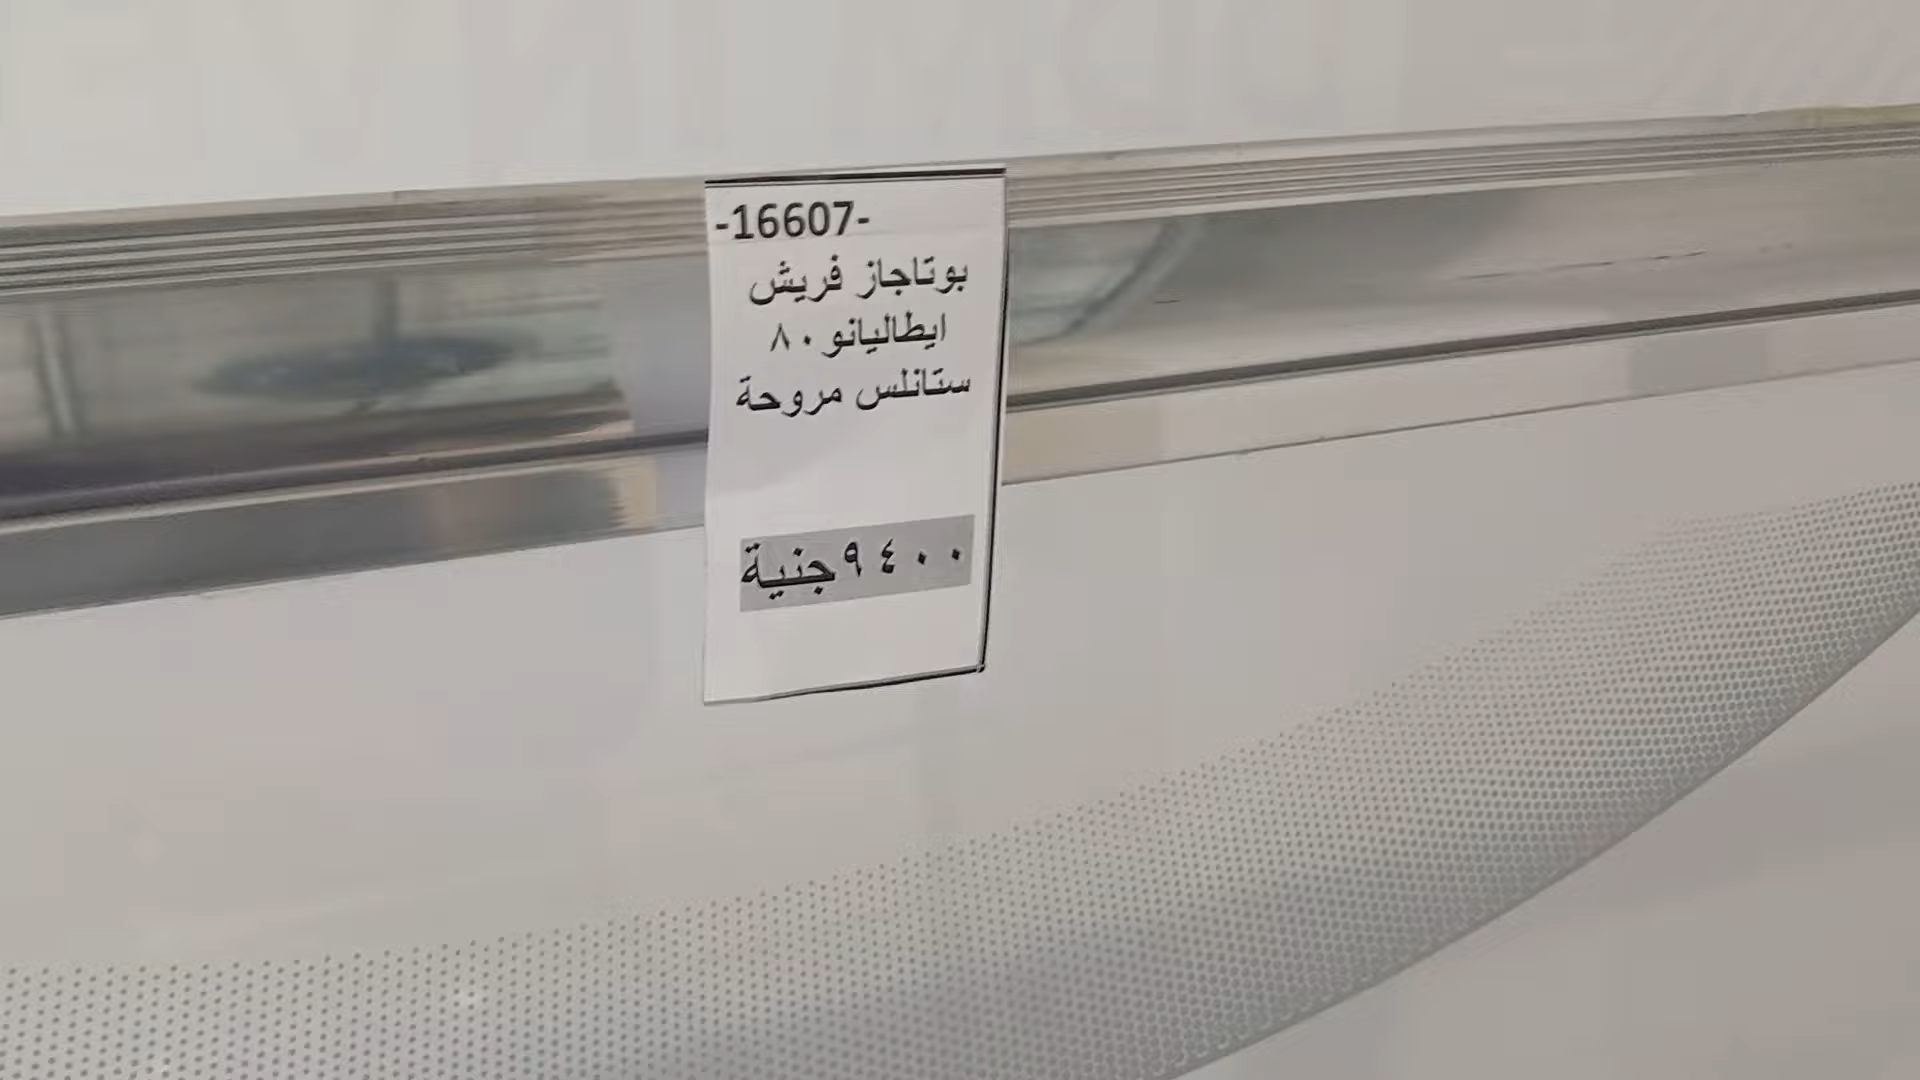 -16607-
بوتاجاز فريش
ايطاليانو ٨٠
ستانلس مروحة
٩٤٠٠جنية